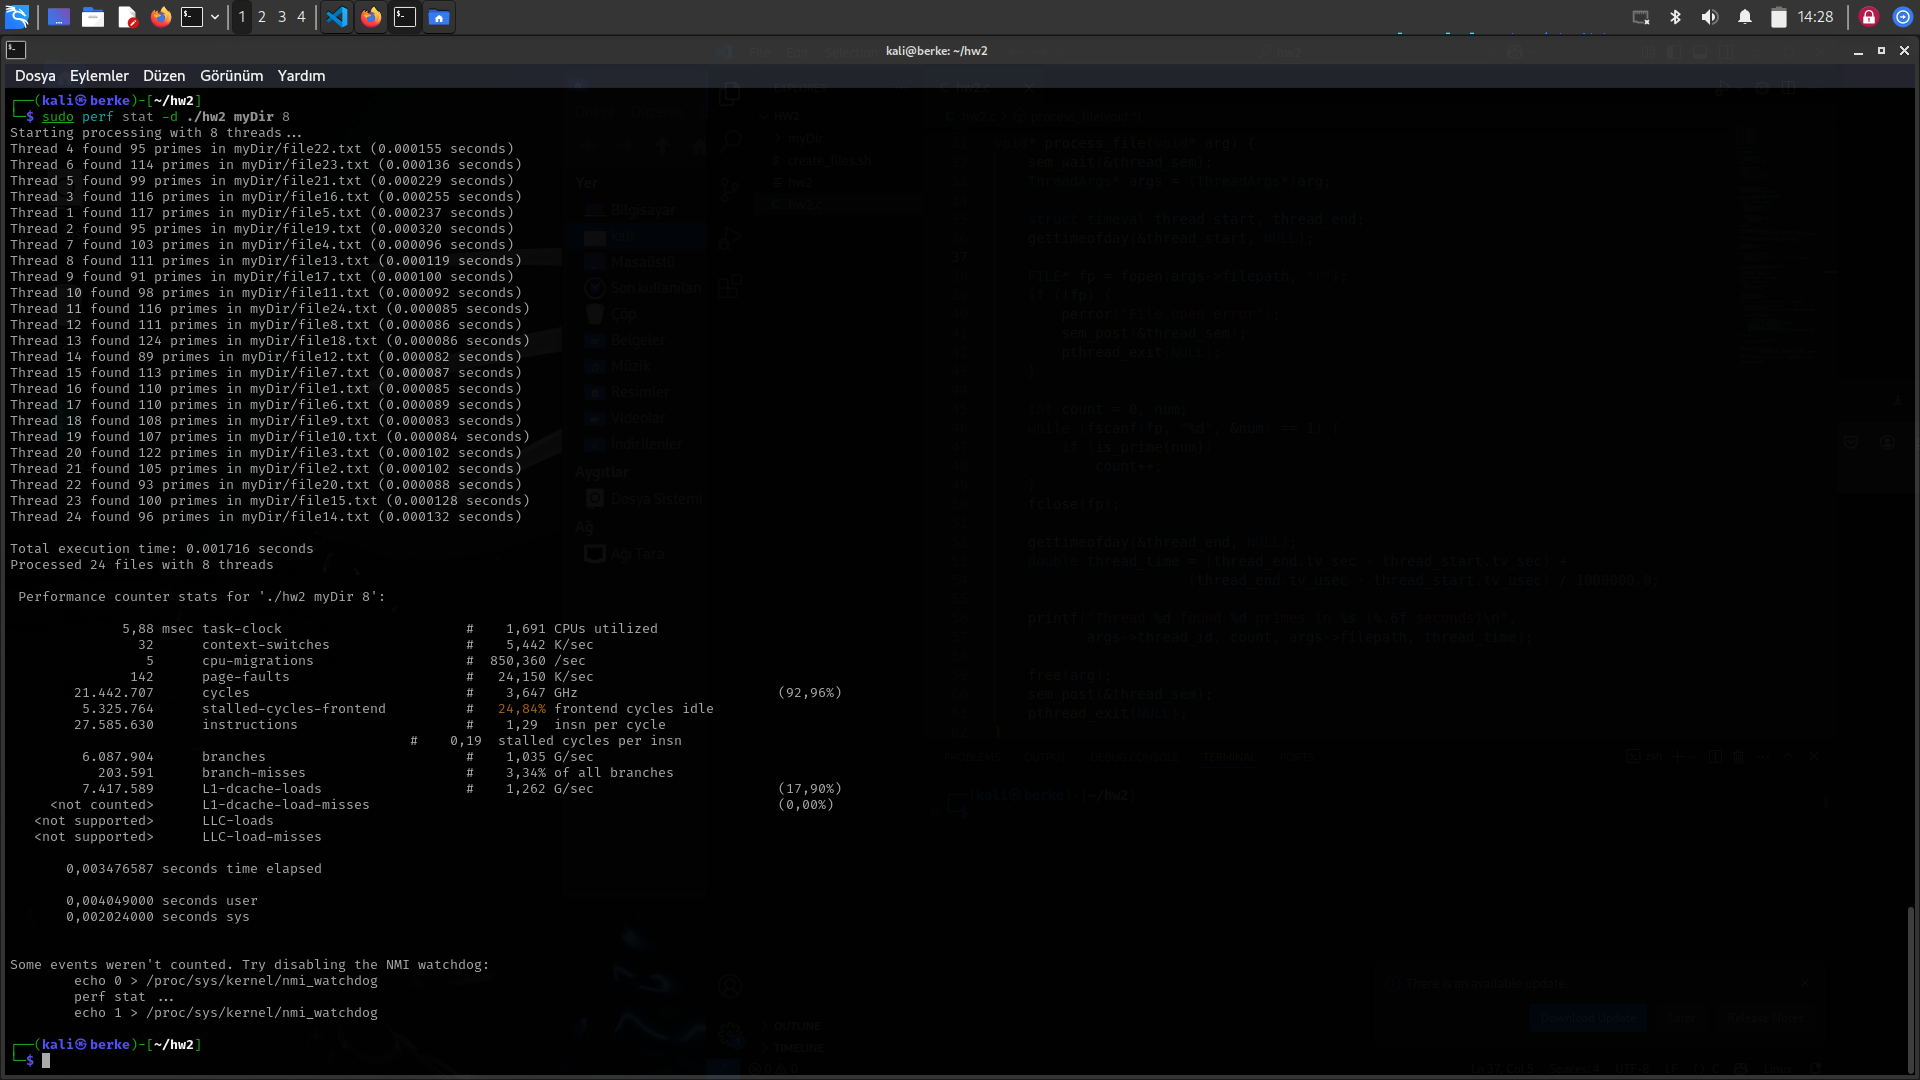 1 2 3 4
14:28
kali@berke: ~/hw2
Dosya Eylemler Düzen Görünüm Yardım
┌──(kali㉿berke)-[~/hw2]
└─$ sudo perf stat -d ./hw2 myDir 8
Starting processing with 8 threads...
Thread 4 found 95 primes in myDir/file22.txt (0.000155 seconds)
Thread 6 found 114 primes in myDir/file23.txt (0.000136 seconds)
Thread 5 found 99 primes in myDir/file21.txt (0.000229 seconds)
Thread 3 found 116 primes in myDir/file16.txt (0.000255 seconds)
Thread 1 found 117 primes in myDir/file5.txt (0.000237 seconds)
Thread 2 found 95 primes in myDir/file19.txt (0.000320 seconds)
Thread 7 found 103 primes in myDir/file4.txt (0.000096 seconds)
Thread 8 found 111 primes in myDir/file13.txt (0.000119 seconds)
Thread 9 found 91 primes in myDir/file17.txt (0.000100 seconds)
Thread 10 found 98 primes in myDir/file11.txt (0.000092 seconds)
Thread 11 found 116 primes in myDir/file24.txt (0.000085 seconds)
Thread 12 found 111 primes in myDir/file8.txt (0.000086 seconds)
Thread 13 found 124 primes in myDir/file18.txt (0.000086 seconds)
Thread 14 found 89 primes in myDir/file12.txt (0.000082 seconds)
Thread 15 found 113 primes in myDir/file7.txt (0.000087 seconds)
Thread 16 found 110 primes in myDir/file1.txt (0.000085 seconds)
Thread 17 found 110 primes in myDir/file6.txt (0.000089 seconds)
Thread 18 found 108 primes in myDir/file9.txt (0.000083 seconds)
Thread 19 found 107 primes in myDir/file10.txt (0.000084 seconds)
Thread 20 found 122 primes in myDir/file3.txt (0.000102 seconds)
Thread 21 found 105 primes in myDir/file2.txt (0.000102 seconds)
Thread 22 found 93 primes in myDir/file20.txt (0.000088 seconds)
Thread 23 found 100 primes in myDir/file15.txt (0.000128 seconds)
Thread 24 found 96 primes in myDir/file14.txt (0.000132 seconds)
Total execution time: 0.001716 seconds
Processed 24 files with 8 threads
Performance counter stats for './hw2 myDir 8':
5,88 msec task-clock # 1,691 CPUs utilized
32 context-switches # 5,442 K/sec
5 cpu-migrations # 850,360 /sec
142 page-faults # 24,150 K/sec
21.442.707 cycles # 3,647 GHz (92,96%)
5.325.764 stalled-cycles-frontend # 24,84% frontend cycles idle
27.585.630 instructions # 1,29 insn per cycle
# 0,19 stalled cycles per insn
6.087.904 branches # 1,035 G/sec
203.591 branch-misses # 3,34% of all branches
7.417.589 L1-dcache-loads # 1,262 G/sec (17,90%)
<not counted> L1-dcache-load-misses (0,00%)
<not supported> LLC-loads
<not supported> LLC-load-misses
0,003476587 seconds time elapsed
0,004049000 seconds user
0,002024000 seconds sys
Some events weren't counted. Try disabling the NMI watchdog:
echo 0 > /proc/sys/kernel/nmi_watchdog
perf stat ...
echo 1 > /proc/sys/kernel/nmi_watchdog
┌──(kali㉿berke)-[~/hw2]
└─$